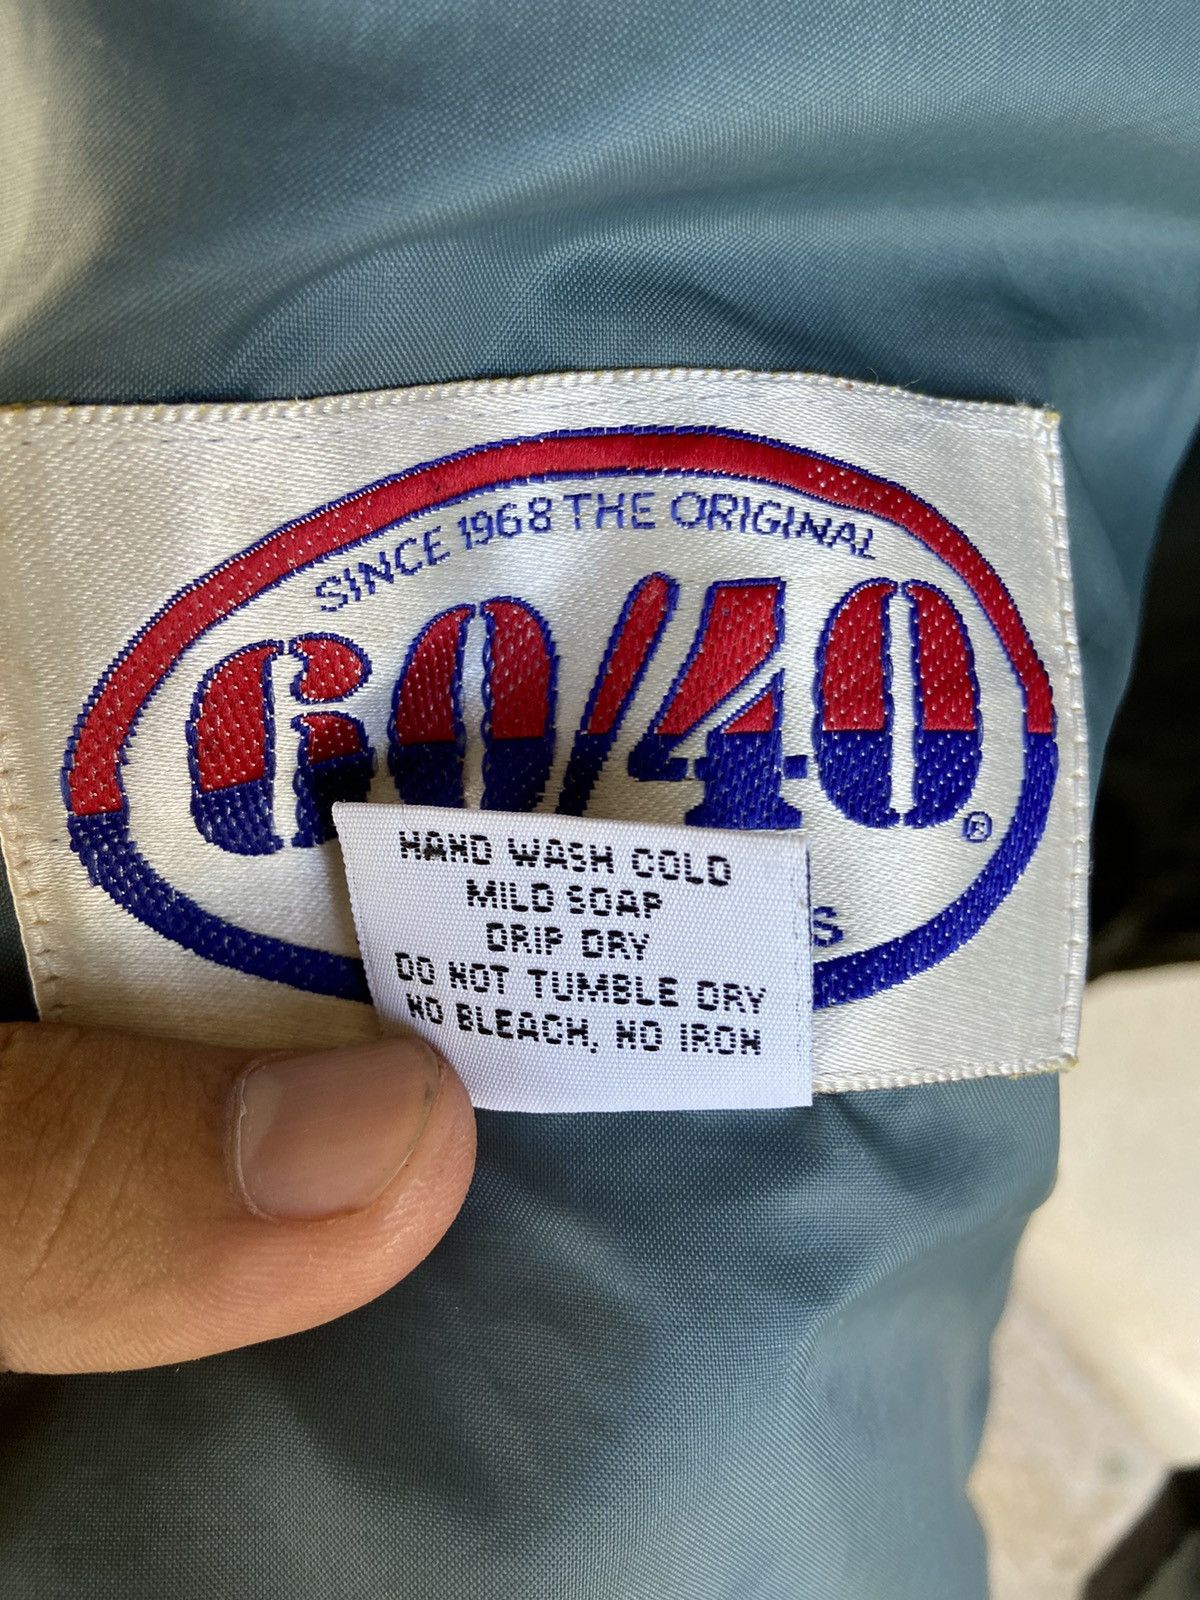 SINCE 1968 THE ORIGINAL
60/40®
HAND WASH COLD
MILD SOAP
DRIP DRY
DO NOT TUMBLE DRY
NO BLEACH, NO IRON